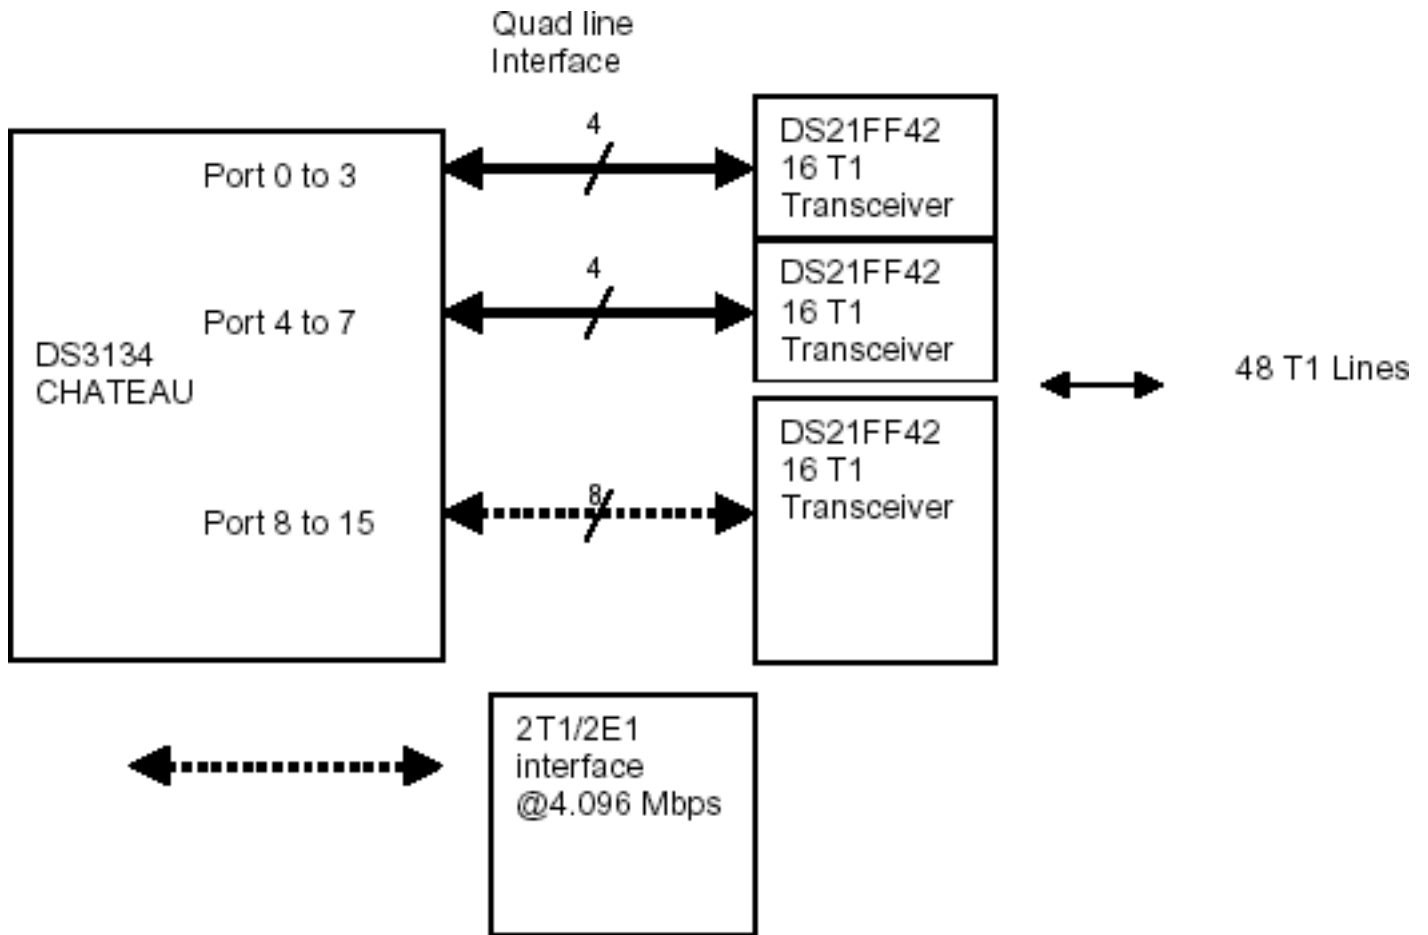 Quad line
Interface
4
DS21FF42
16 T1
Transceiver
Port 0 to 3
4
DS21FF42
16 T1
Transceiver
Port 4 to 7
DS3134
CHATEAU
48 T1 Lines
DS21FF42
16 T1
Transceiver
8
Port 8 to 15
2T1/2E1
interface
@4.096 Mbps